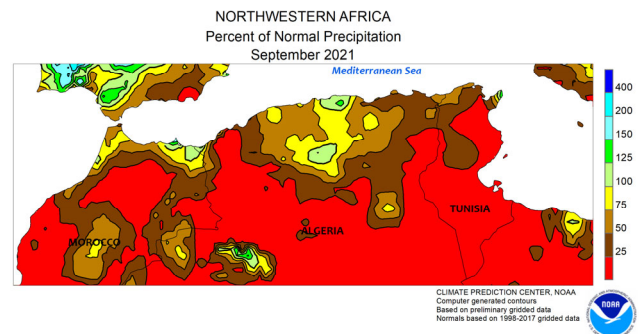 NORTHWESTERN AFRICA
Percent of Normal Precipitation
September 2021
Mediterranean Sea
400
200
150
125
100
75
50
25
MOROCCO
ALGERIA
TUNISIA
CLIMATE PREDICTION CENTER, NOAA
Computer generated contours
Based on preliminary gridded data
Normals based on 1998-2017 gridded data
NOAA